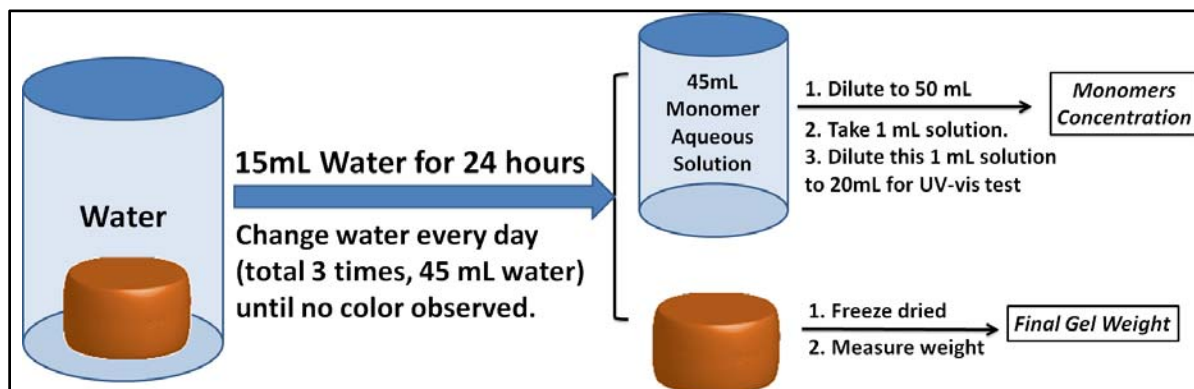 Water
15mL Water for 24 hours
Change water every day
(total 3 times, 45 mL water)
until no color observed.
45mL
Monomer
Aqueous
Solution
1. Dilute to 50 mL
2. Take 1 mL solution.
3. Dilute this 1 mL solution
to 20mL for UV-vis test
Monomers
Concentration
1. Freeze dried
2. Measure weight
Final Gel Weight